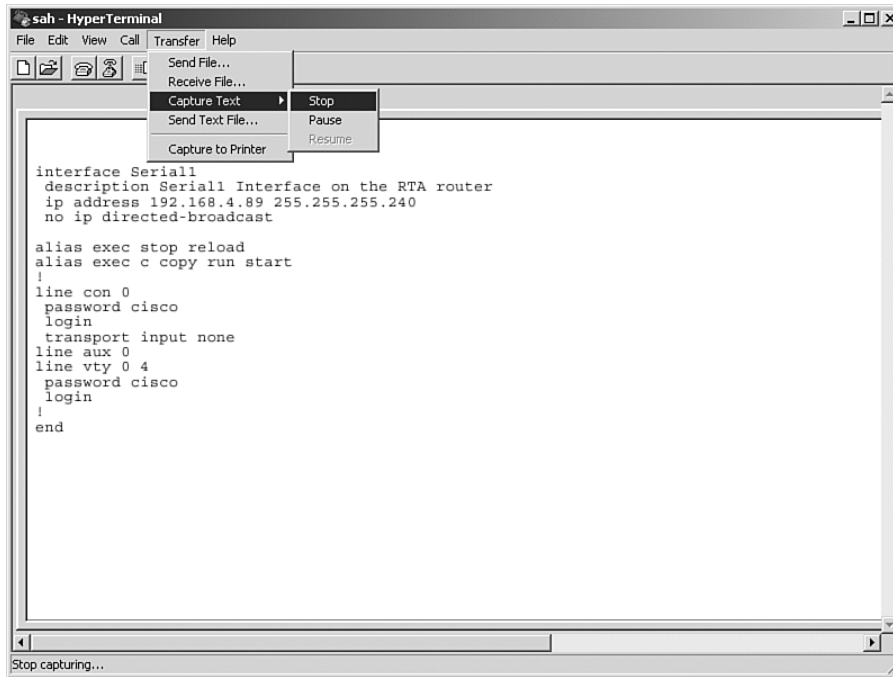 sah - HyperTerminal
File Edit View Call Transfer Help
Send File...
Receive File...
Capture Text
Send Text File...
Capture to Printer
Stop
Pause
Resume
interface Serial1
description Serial1 Interface on the RTA router
ip address 192.168.4.89 255.255.255.240
no ip directed-broadcast
alias exec stop reload
alias exec c copy run start
!
line con 0
password cisco
login
transport input none
line aux 0
line vty 0 4
password cisco
login
!
end
Stop capturing...